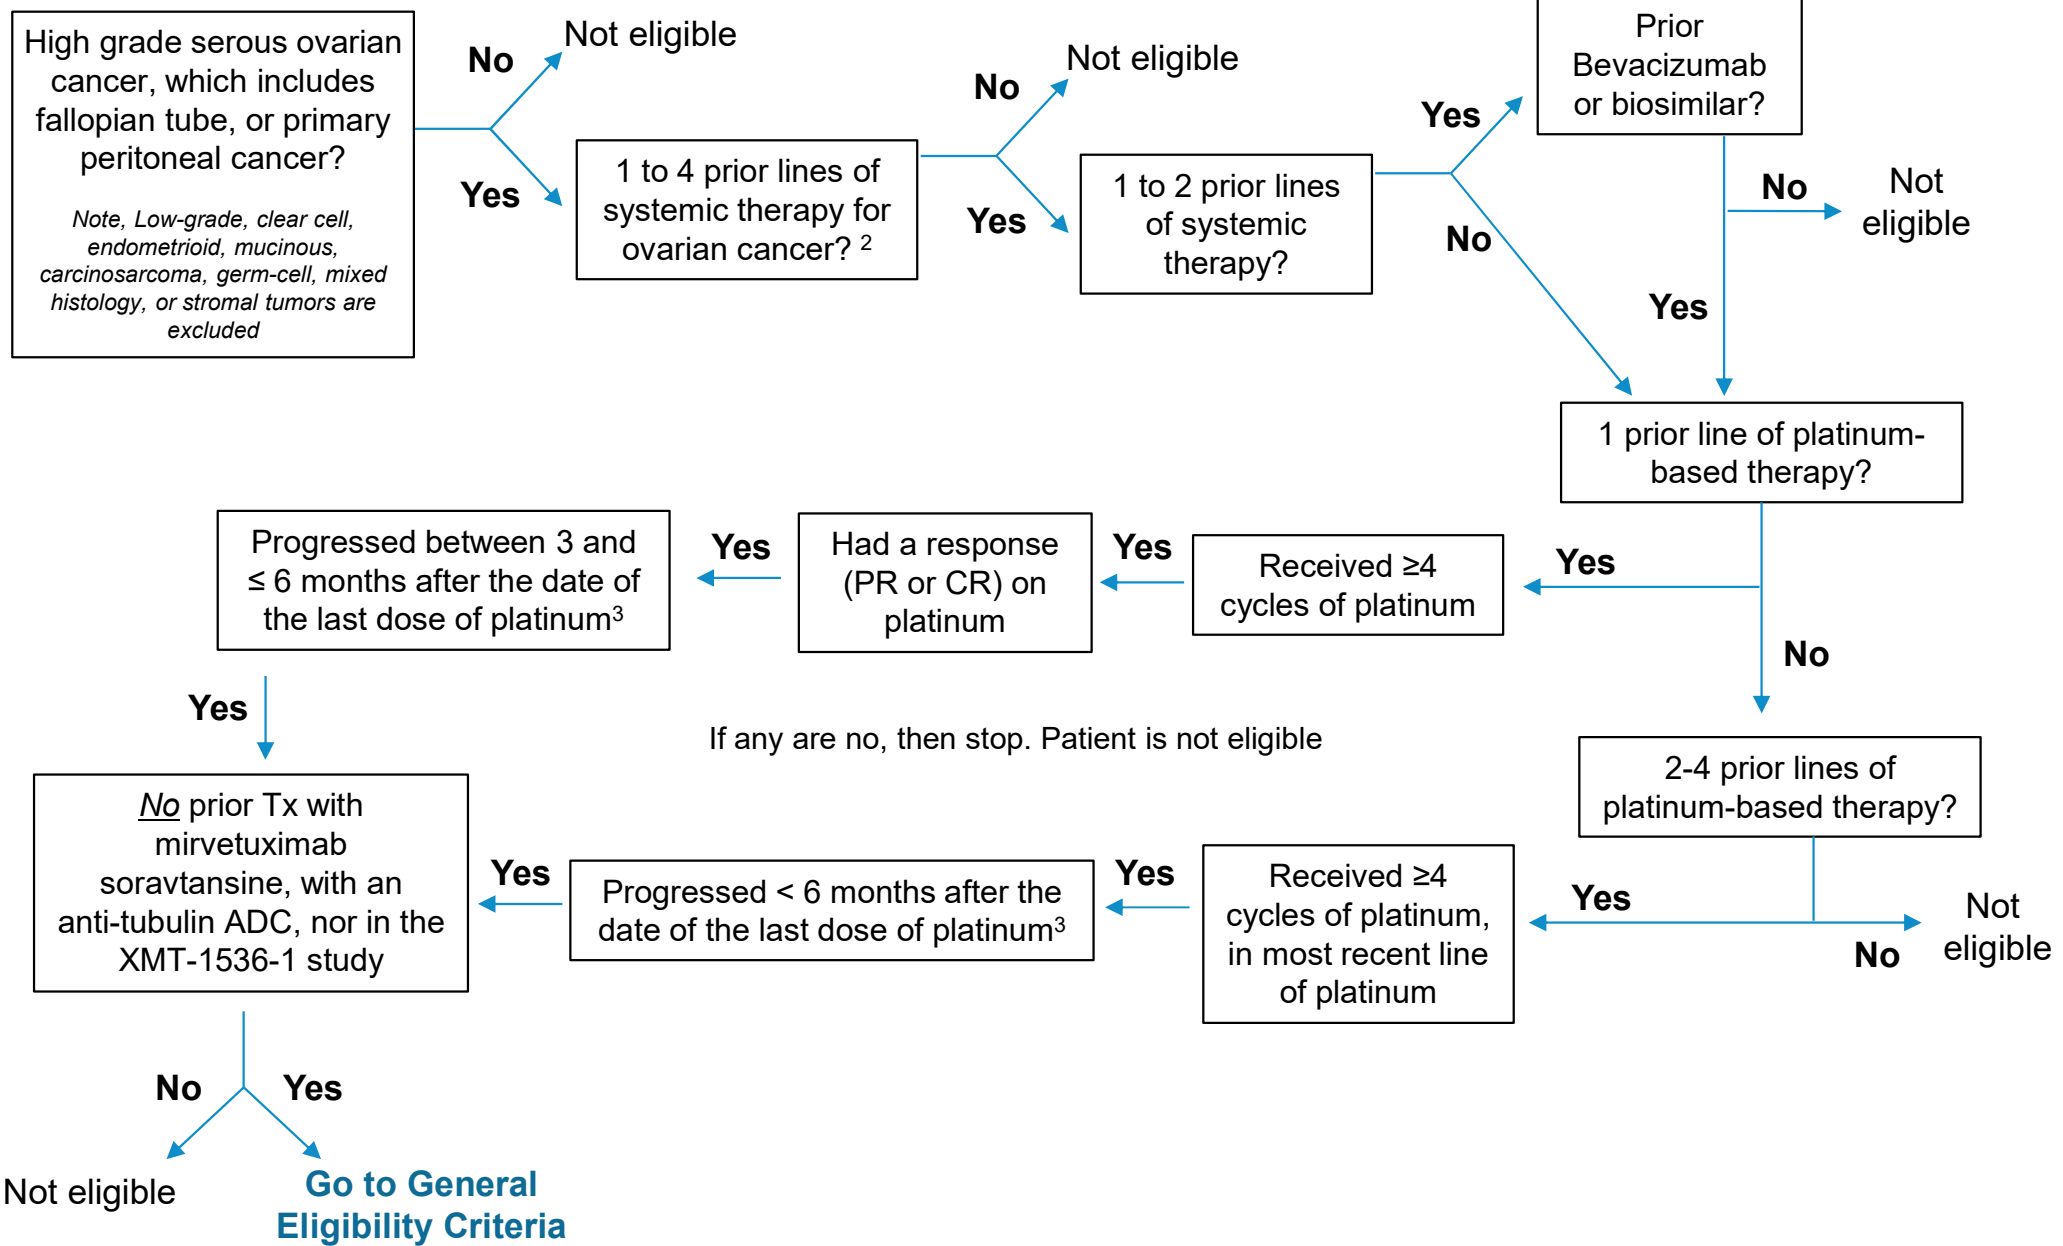 High grade serous ovarian
cancer, which includes
fallopian tube, or primary
peritoneal cancer?
Note, Low-grade, clear cell,
endometrioid, mucinous,
carcinosarcoma, germ-cell, mixed
histology, or stromal tumors are
excluded
No
Not eligible
Yes
1 to 4 prior lines of
systemic therapy for
ovarian cancer? 2
No
Not eligible
Yes
1 to 2 prior lines
of systemic
therapy?
Yes
No
Prior
Bevacizumab
or biosimilar?
No
Not
eligible
Yes
1 prior line of platinum-
based therapy?
Yes
Received ≥4
cycles of platinum
Yes
Had a response
(PR or CR) on
platinum
Yes
Progressed between 3 and
≤ 6 months after the date of
the last dose of platinum3
Yes
No
If any are no, then stop. Patient is not eligible
2-4 prior lines of
platinum-based therapy?
Yes
No
Not
eligible
Received ≥4
cycles of platinum,
in most recent line
of platinum
Yes
Progressed < 6 months after the
date of the last dose of platinum3
Yes
No prior Tx with
mirvetuximab
soravtansine, with an
anti-tubulin ADC, nor in the
XMT-1536-1 study
No
Yes
Not eligible
Go to General
Eligibility Criteria